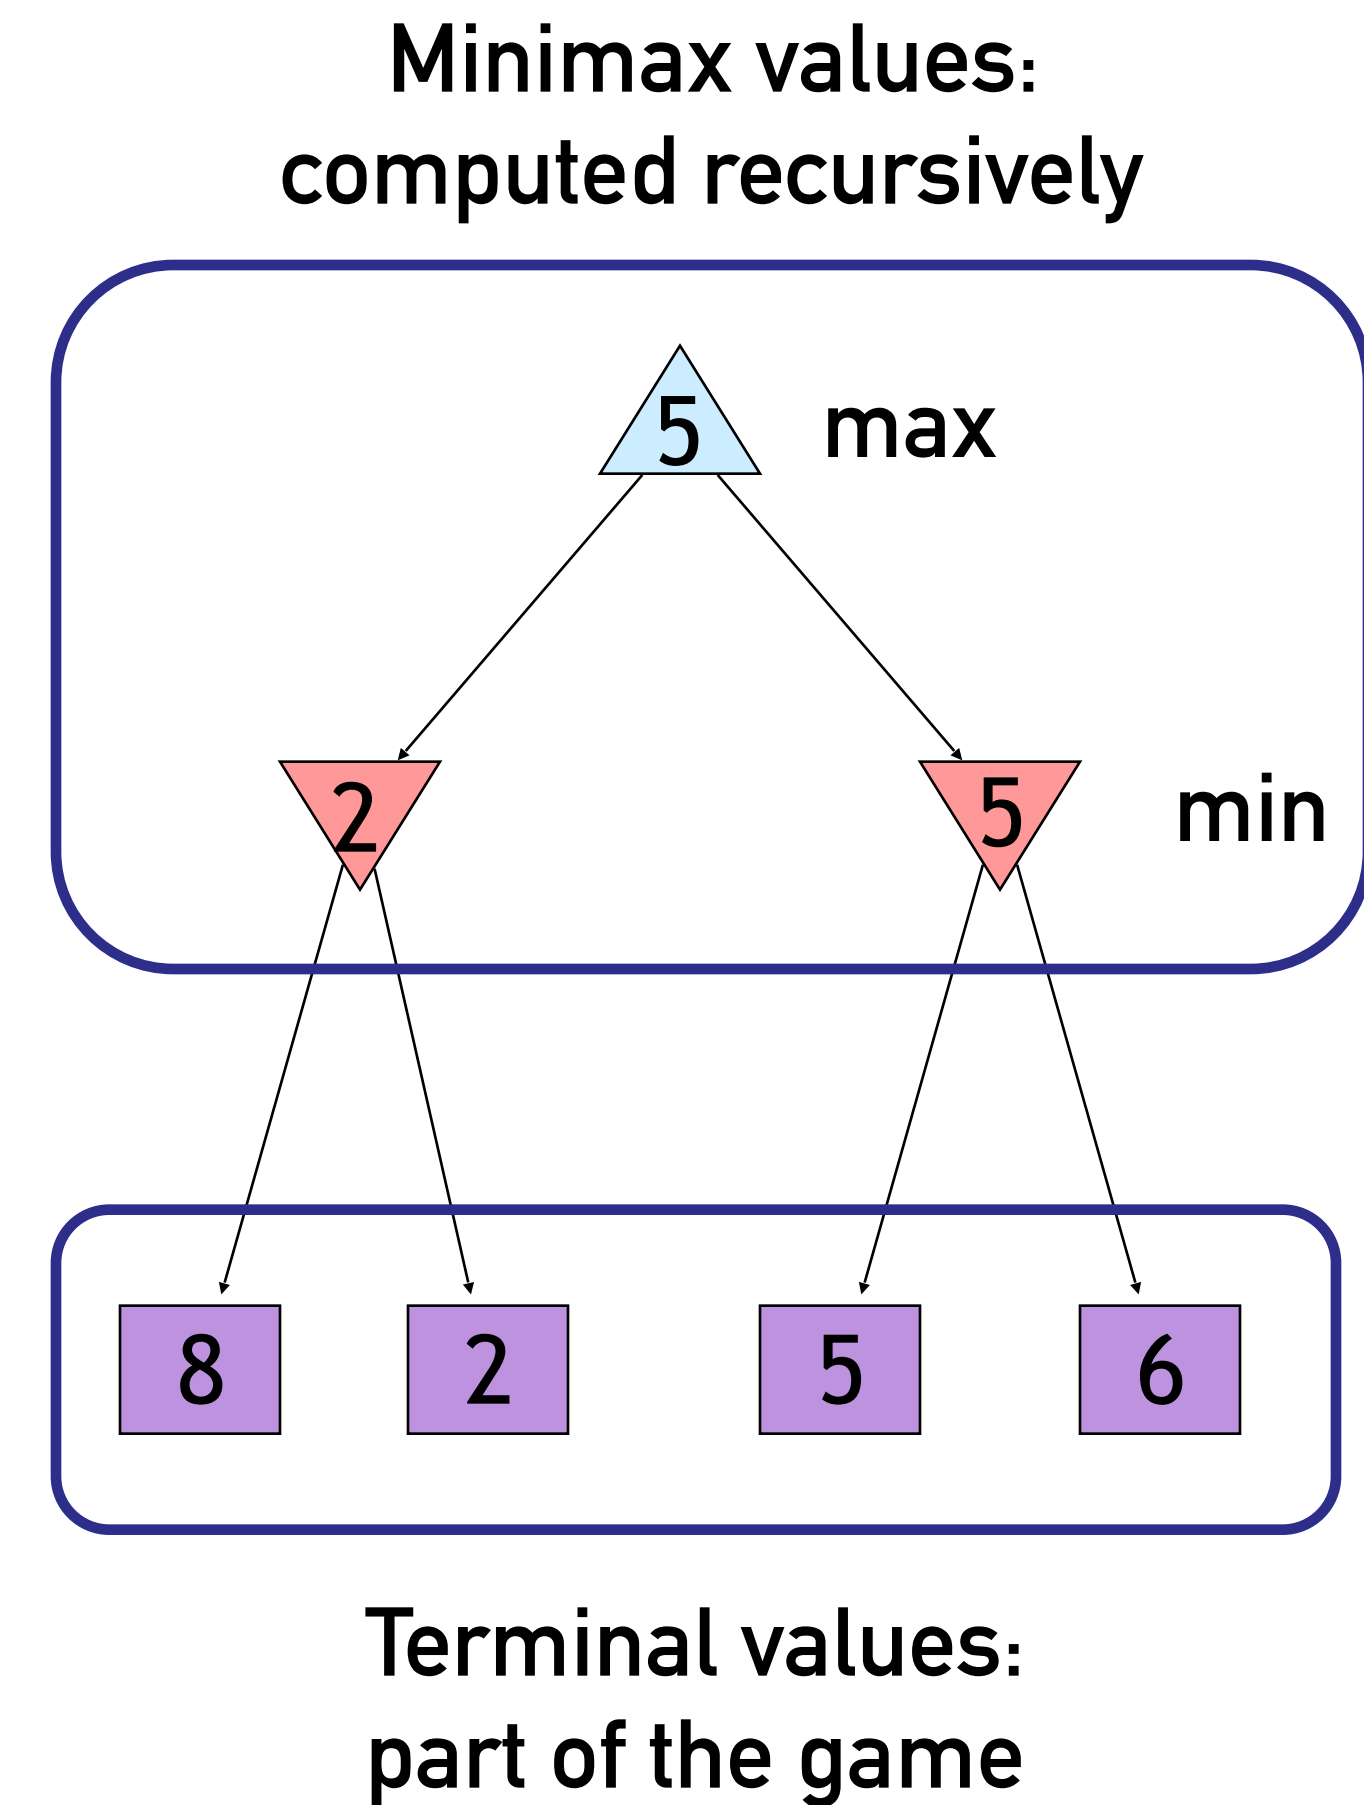 Minimax values:
computed recursively
5 max
2 5 min
8 2 5 6
Terminal values:
part of the game